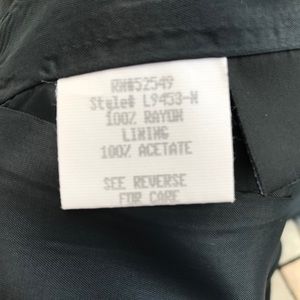 RN#52549
Style# L9453-N
100% RAYON
LINING
100% ACETATE
SEE REVERSE
FOR CARE